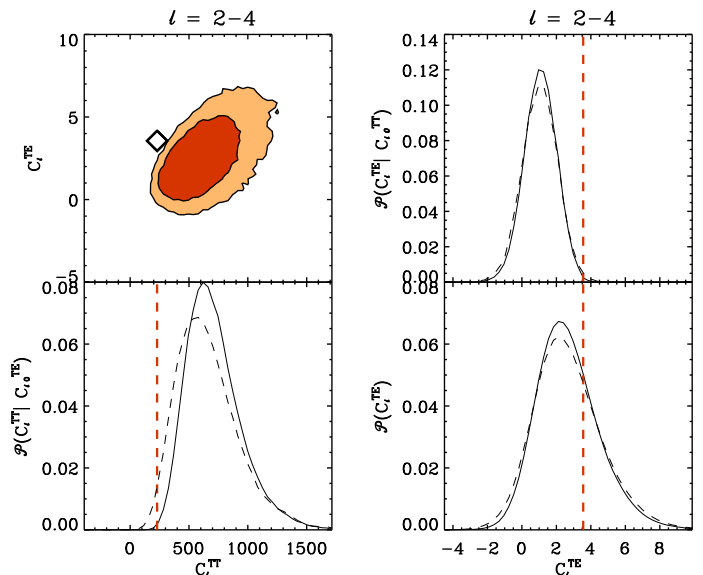 ℓ = 2−4
10
5
0
−5
C_ℓ^TE
ℓ = 2−4
0.14
0.12
0.10
0.08
0.06
0.04
0.02
0.00
𝒫(C_ℓ^TE| C_ℓ0^TT)
0.08
0.06
0.04
0.02
0.00
𝒫(C_ℓ^TT| C_ℓ0^TE)
0 500 1000 1500
C_ℓ^TT
0.08
0.06
0.04
0.02
0.00
𝒫(C_ℓ^TE)
−4 −2 0 2 4 6 8
C_ℓ^TE